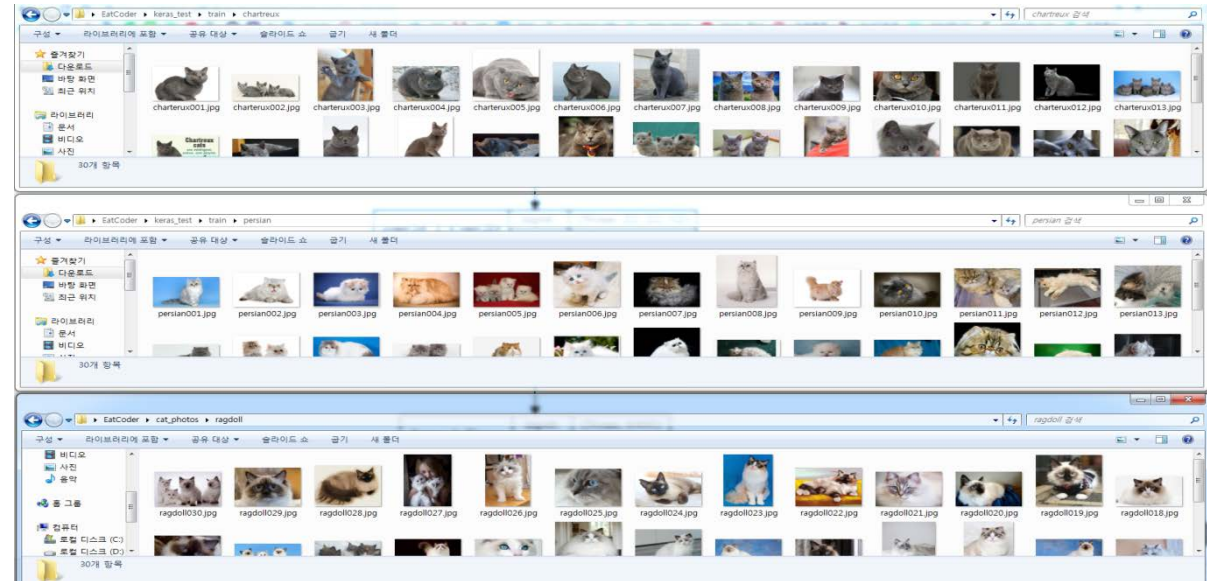 EatCoder ▸ keras_test ▸ train ▸ chartreux
chartreux 검색
구성 라이브러리에 포함 공유 대상 슬라이드 쇼 굽기 새 폴더
즐겨찾기
다운로드
바탕 화면
최근 위치
라이브러리
문서
비디오
사진
charterux001.jpg charterux002.jpg charterux003.jpg charterux004.jpg charterux005.jpg charterux006.jpg charterux007.jpg charterux008.jpg charterux009.jpg charterux010.jpg charterux011.jpg charterux012.jpg charterux013.jpg
Chartreux
cats
30개 항목
EatCoder ▸ keras_test ▸ train ▸ persian
persian 검색
구성 라이브러리에 포함 공유 대상 슬라이드 쇼 굽기 새 폴더
즐겨찾기
다운로드
바탕 화면
최근 위치
라이브러리
문서
비디오
persian001.jpg persian002.jpg persian003.jpg persian004.jpg persian005.jpg persian006.jpg persian007.jpg persian008.jpg persian009.jpg persian010.jpg persian011.jpg persian012.jpg persian013.jpg
30개 항목
EatCoder ▸ cat_photos ▸ ragdoll
ragdoll 검색
구성 라이브러리에 포함 공유 대상 슬라이드 쇼 굽기 새 폴더
비디오
사진
음악
홈 그룹
컴퓨터
로컬 디스크 (C:)
로컬 디스크 (D:)
ragdoll030.jpg ragdoll029.jpg ragdoll028.jpg ragdoll027.jpg ragdoll026.jpg ragdoll025.jpg ragdoll024.jpg ragdoll023.jpg ragdoll022.jpg ragdoll021.jpg ragdoll020.jpg ragdoll019.jpg ragdoll018.jpg
30개 항목